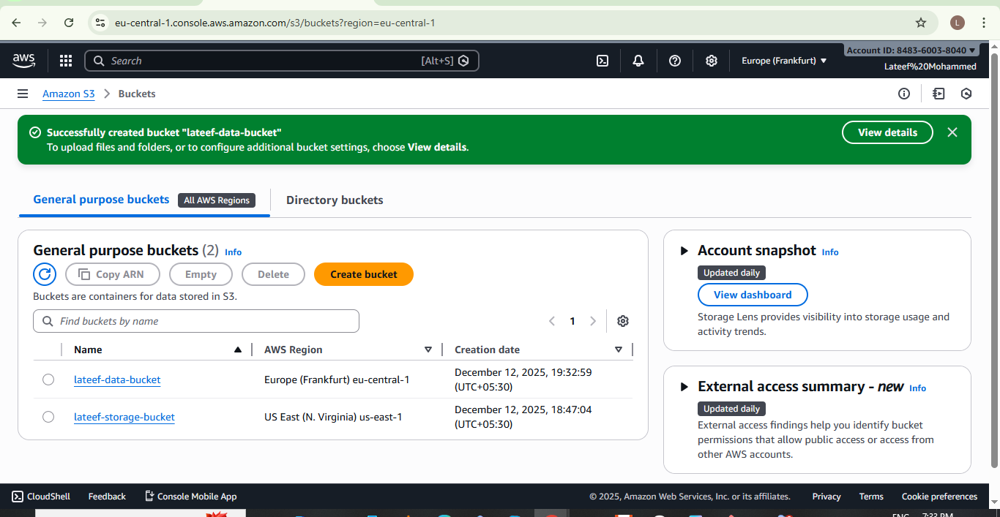 eu-central-1.console.aws.amazon.com/s3/buckets?region=eu-central-1
L
aws
Search
[Alt+S]
Europe (Frankfurt)
Account ID: 8483-6003-8040
Lateef%20Mohammed
Amazon S3
Buckets
Successfully created bucket "lateef-data-bucket"
To upload files and folders, or to configure additional bucket settings, choose View details.
View details
General purpose buckets
All AWS Regions
Directory buckets
General purpose buckets (2) Info
Copy ARN
Empty
Delete
Create bucket
Buckets are containers for data stored in S3.
Find buckets by name
1
Name
AWS Region
Creation date
lateef-data-bucket
Europe (Frankfurt) eu-central-1
December 12, 2025, 19:32:59
(UTC+05:30)
lateef-storage-bucket
US East (N. Virginia) us-east-1
December 12, 2025, 18:47:04
(UTC+05:30)
Account snapshot Info
Updated daily
View dashboard
Storage Lens provides visibility into storage usage and
activity trends.
External access summary - new Info
Updated daily
External access findings help you identify bucket
permissions that allow public access or access from
other AWS accounts.
CloudShell
Feedback
Console Mobile App
© 2025, Amazon Web Services, Inc. or its affiliates.
Privacy
Terms
Cookie preferences
ENG
7:33 PM